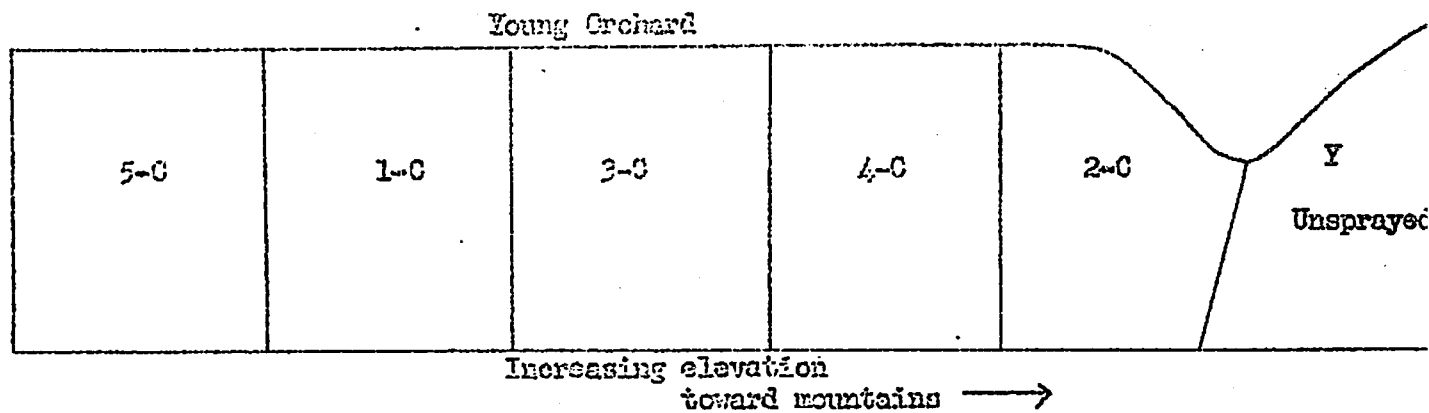 Young Orchard
5-C
1-C
3-C
4-C
2-C
Y
Unsprayed
Increasing elevation
toward mountains